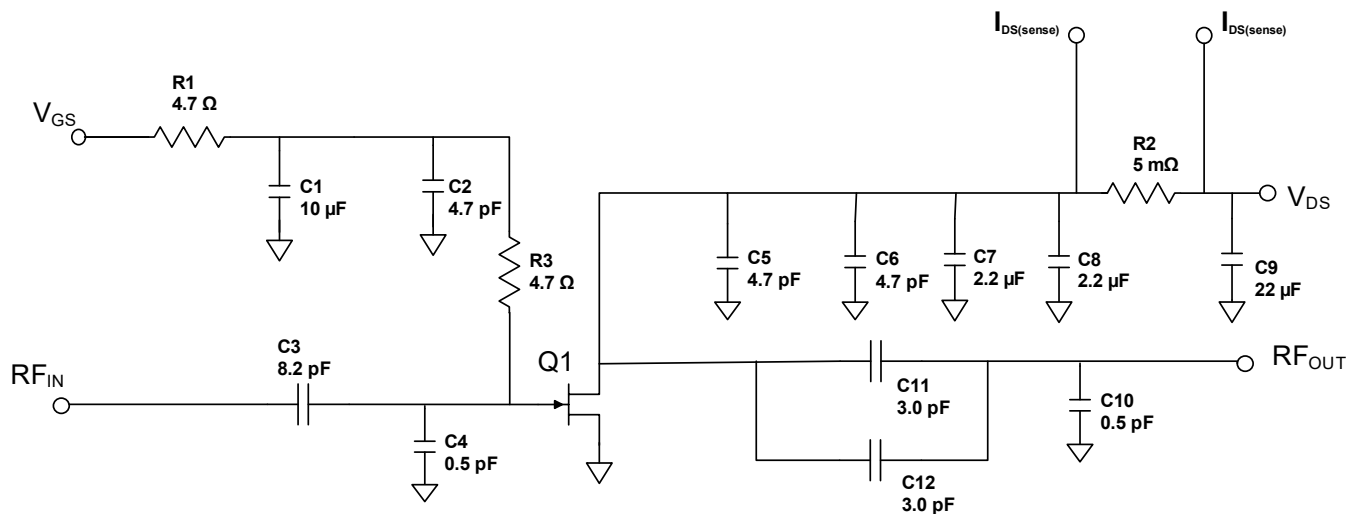 I_DS(sense) I_DS(sense)
R1
4.7 Ω
V_GS
R2
5 mΩ
C1
10 µF
C2
4.7 pF
V_DS
R3
4.7 Ω
C5
4.7 pF
C6
4.7 pF
C7
2.2 µF
C8
2.2 µF
C9
22 µF
C3
8.2 pF
Q1
RF_IN
RF_OUT
C11
3.0 pF
C10
0.5 pF
C4
0.5 pF
C12
3.0 pF